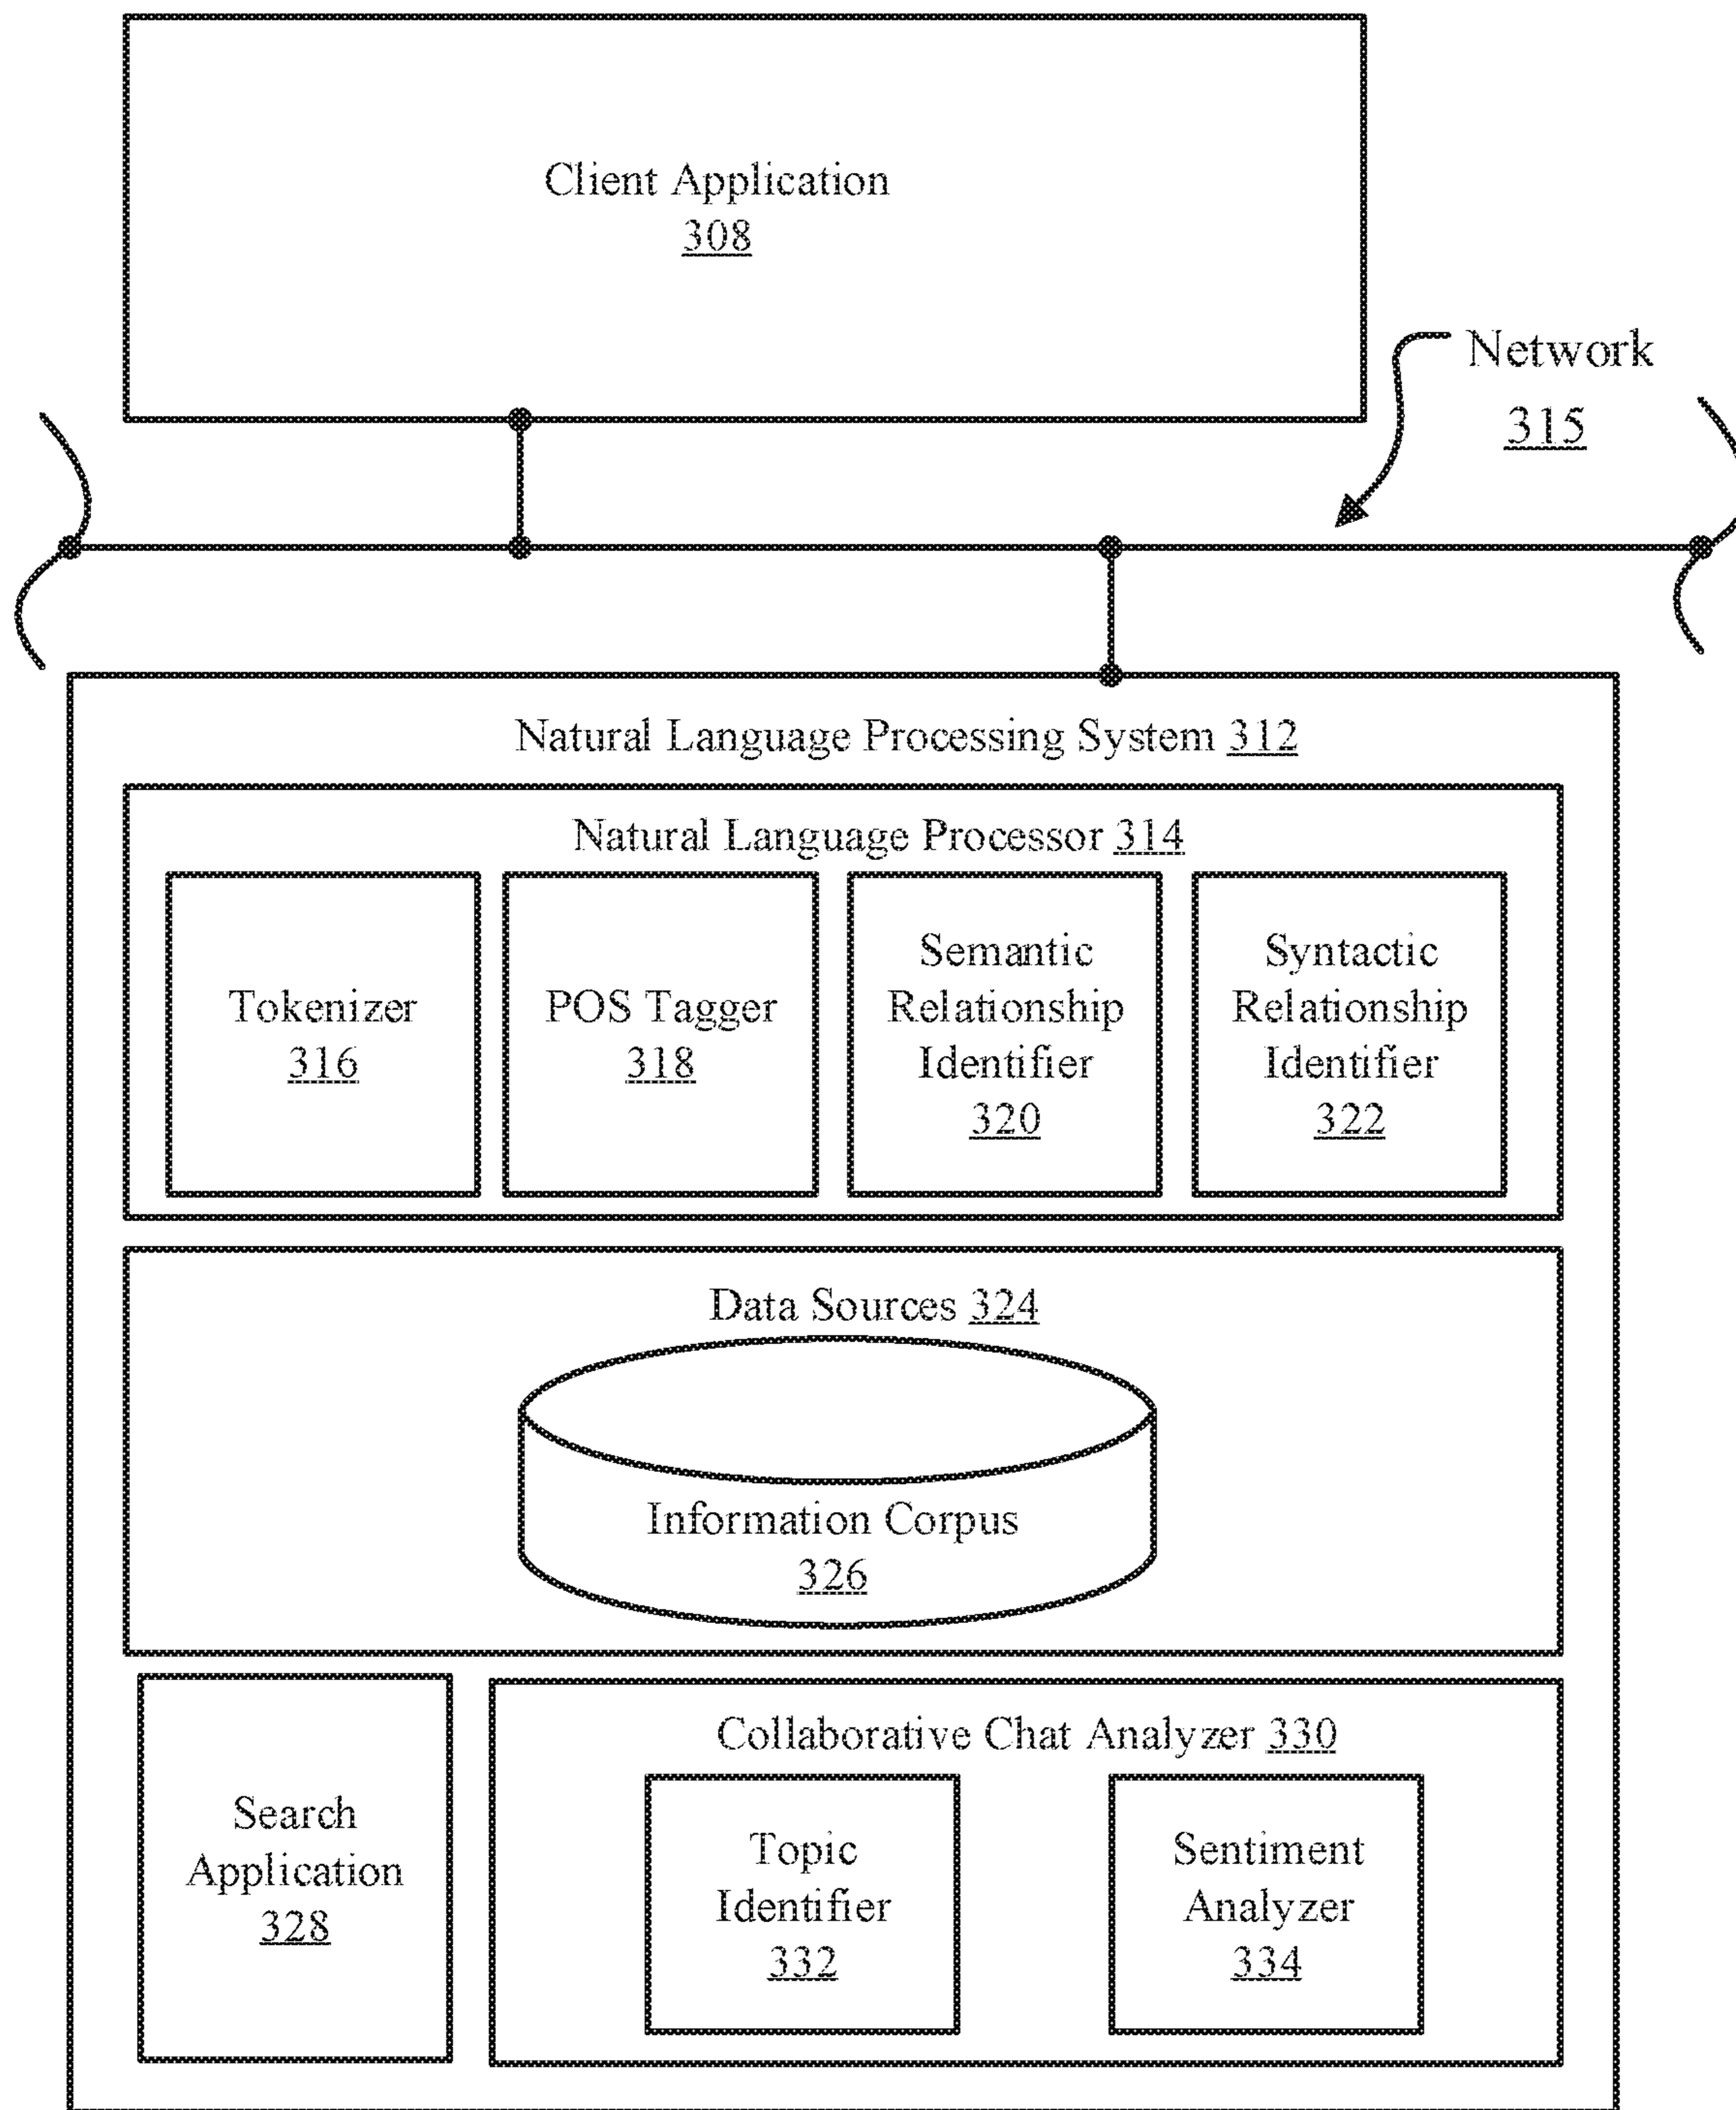 Client Application
308
Network
315
Natural Language Processing System 312
Natural Language Processor 314
Tokenizer
316
POS Tagger
318
Semantic
Relationship
Identifier
320
Syntactic
Relationship
Identifier
322
Data Sources 324
Information Corpus
326
Search
Application
328
Collaborative Chat Analyzer 330
Topic
Identifier
332
Sentiment
Analyzer
334